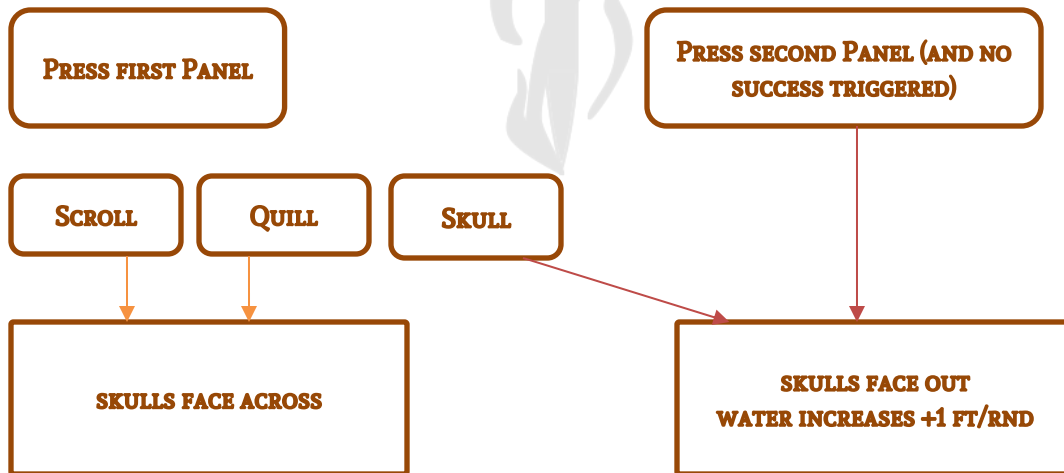 Press first Panel
Press second Panel (and no
success triggered)
Scroll
Quill
Skull
skulls face across
skulls face out
water increases +1 ft/rnd